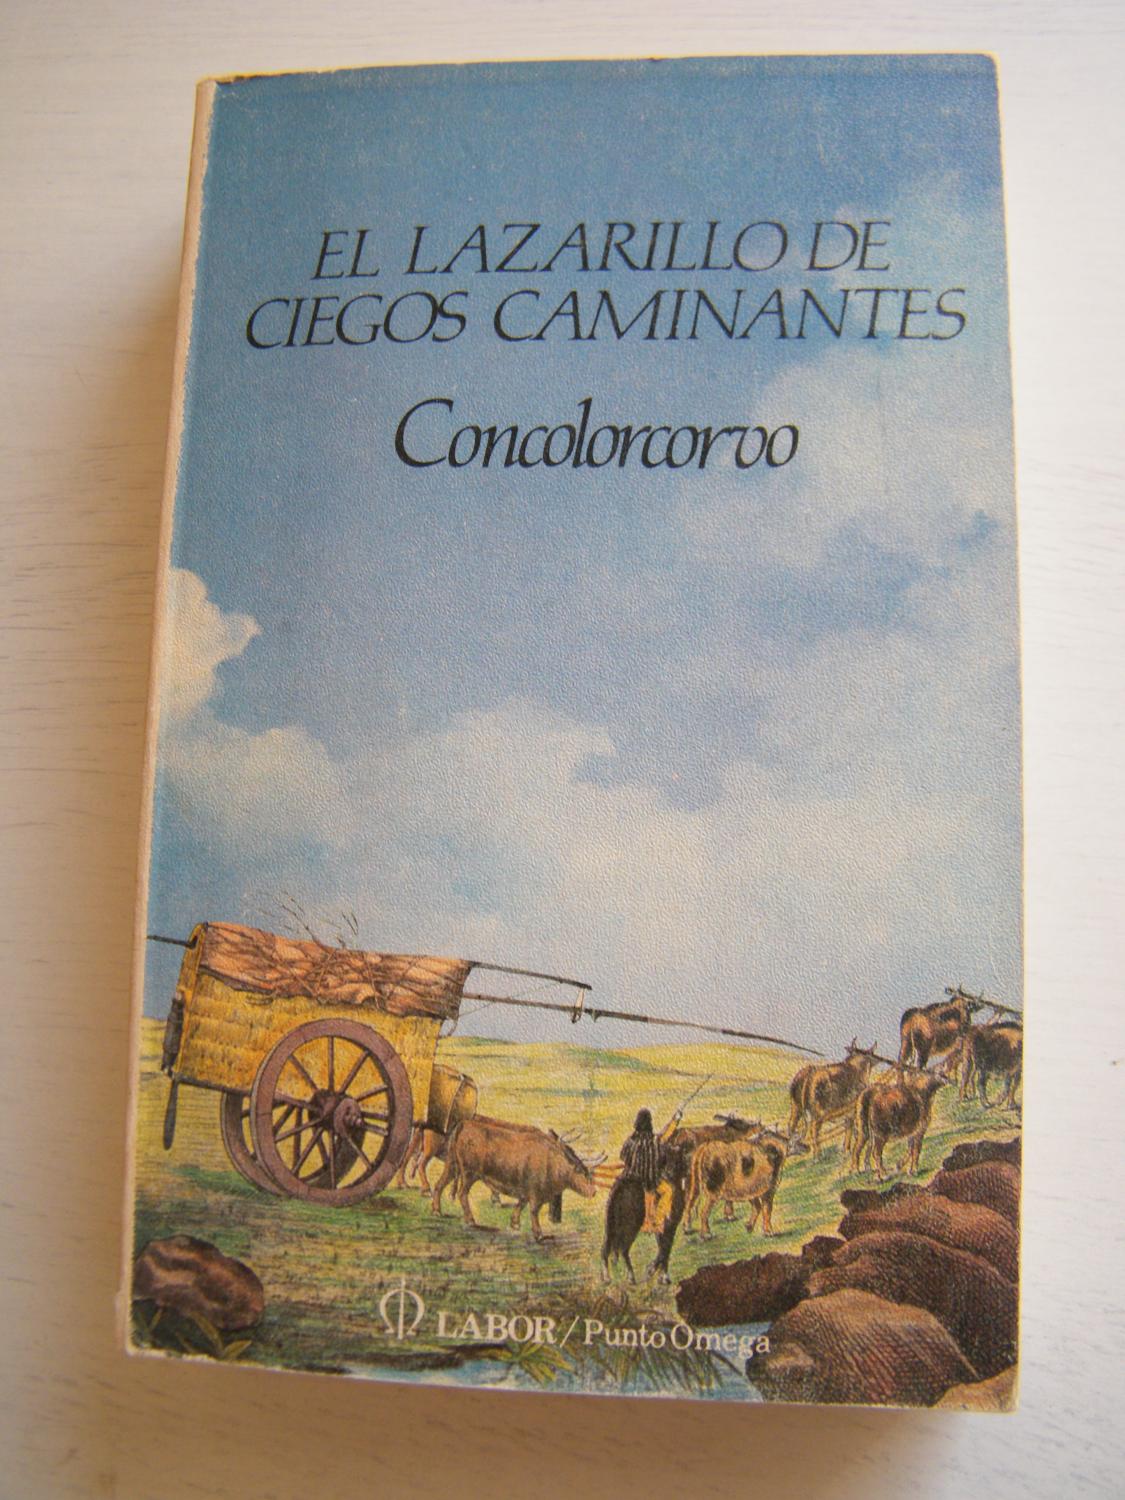 EL LAZARILLO DE
CIEGOS CAMINANTES
Concolorcorvo
LABOR / Punto Omega